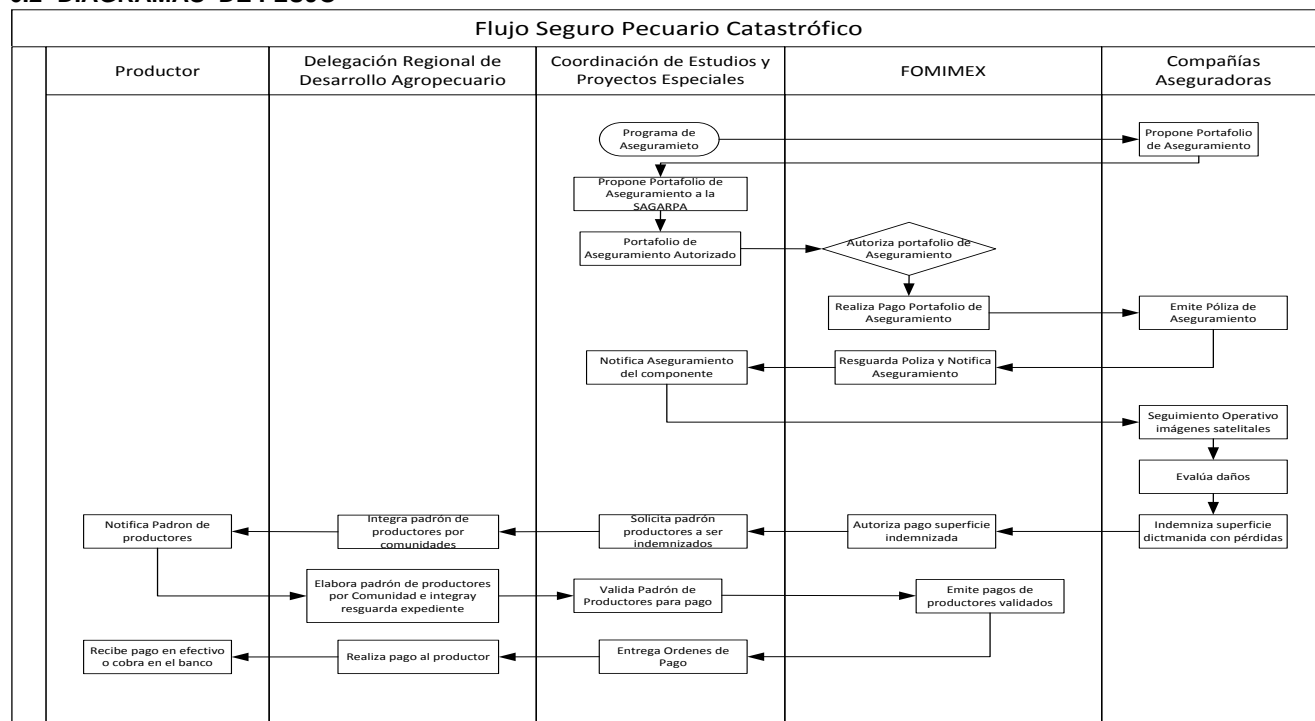 3.2 DIAGRAMAS DE FLUJO
Flujo Seguro Pecuario Catastrófico
Productor
Delegación Regional de
Desarrollo Agropecuario
Coordinación de Estudios y
Proyectos Especiales
FOMIMEX
Compañías
Aseguradoras
Programa de
Aseguramieto
Propone Portafolio
de Aseguramiento
Propone Portafolio de
Aseguramiento a la
SAGARPA
Portafolio de
Aseguramiento Autorizado
Autoriza portafolio de
Aseguramiento
Realiza Pago Portafolio de
Aseguramiento
Emite Póliza de
Aseguramiento
Notifica Aseguramiento
del componente
Resguarda Poliza y Notifica
Aseguramiento
Seguimiento Operativo
imágenes satelitales
Evalúa daños
Notifica Padron de
productores
Integra padrón de
productores por
comunidades
Solicita padrón
productores a ser
indemnizados
Autoriza pago superficie
indemnizada
Indemniza superficie
dictmanida con pérdidas
Elabora padrón de productores
por Comunidad e integray
resguarda expediente
Valida Padrón de
Productores para pago
Emite pagos de
productores validados
Recibe pago en efectivo
o cobra en el banco
Realiza pago al productor
Entrega Ordenes de
Pago